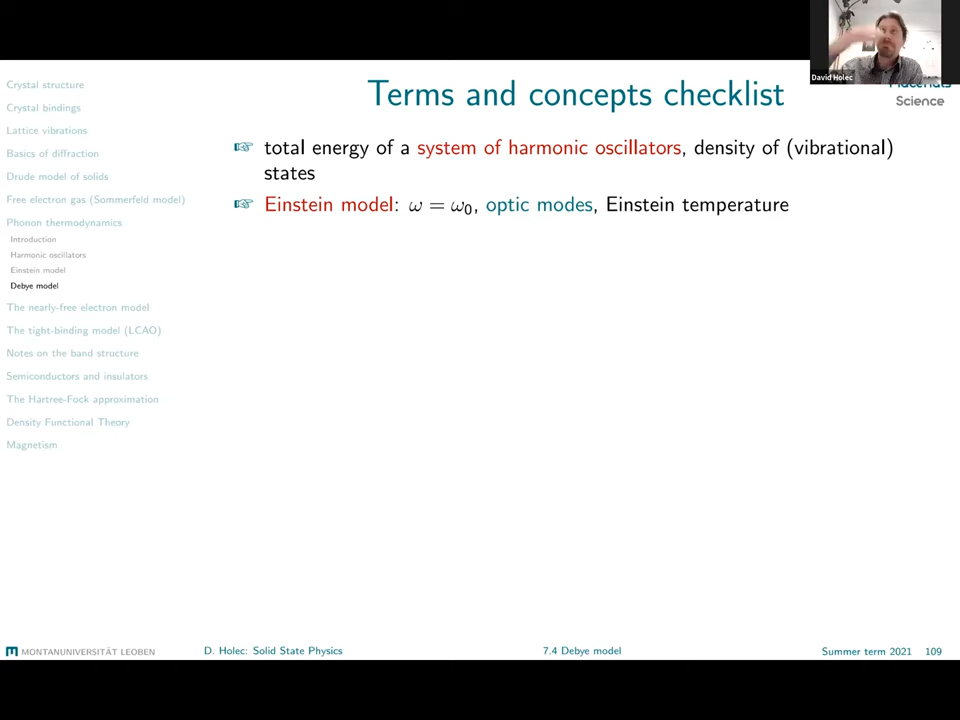 David Holec
Materials
Science
Crystal structure
Crystal bindings
Lattice vibrations
Basics of diffraction
Drude model of solids
Free electron gas (Sommerfeld model)
Phonon thermodynamics
Introduction
Harmonic oscillators
Einstein model
Debye model
The nearly-free electron model
The tight-binding model (LCAO)
Notes on the band structure
Semiconductors and insulators
The Hartree-Fock approximation
Density Functional Theory
Magnetism
Terms and concepts checklist
☞ total energy of a system of harmonic oscillators, density of (vibrational)
states
☞ Einstein model: ω = ω₀, optic modes, Einstein temperature
MONTANUNIVERSITÄT LEOBEN
D. Holec: Solid State Physics
7.4 Debye model
Summer term 2021 109